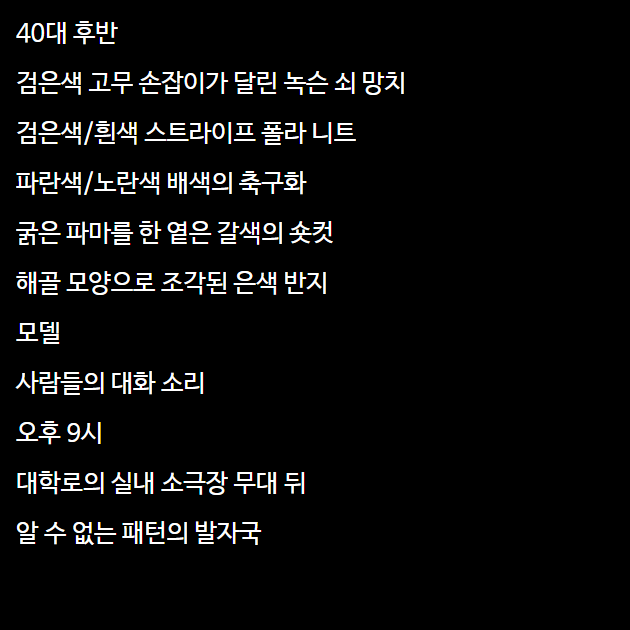 40대 후반
검은색 고무 손잡이가 달린 녹슨 쇠 망치
검은색/흰색 스트라이프 폴라 니트
파란색/노란색 배색의 축구화
굵은 파마를 한 옅은 갈색의 숏컷
해골 모양으로 조각된 은색 반지
모델
사람들의 대화 소리
오후 9시
대학로의 실내 소극장 무대 뒤
알 수 없는 패턴의 발자국